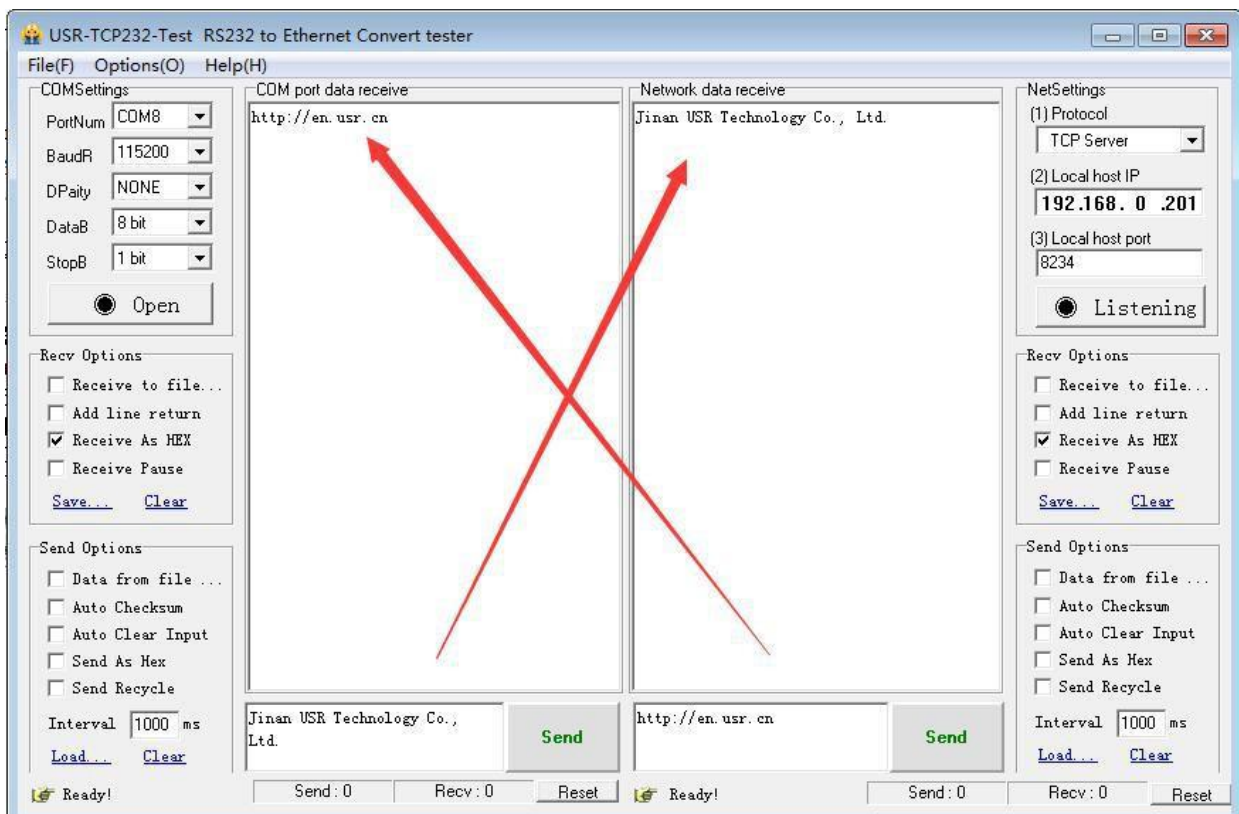 USR-TCP232-Test RS232 to Ethernet Convert tester
File(F) Options(O) Help(H)
COMSettings
PortNum COM8
BaudR 115200
DPaity NONE
DataB 8 bit
StopB 1 bit
Open
Recv Options
Receive to file...
Add line return
Receive As HEX
Receive Pause
Save... Clear
Send Options
Data from file ...
Auto Checksum
Auto Clear Input
Send As Hex
Send Recycle
Interval 1000 ms
Load... Clear
COM port data receive
http://en.usr.cn
Jinan USR Technology Co.,
Ltd.
Send
Network data receive
Jinan USR Technology Co., Ltd.
http://en.usr.cn
Send
NetSettings
(1) Protocol
TCP Server
(2) Local host IP
192.168. 0 .201
(3) Local host port
8234
Listening
Recv Options
Receive to file...
Add line return
Receive As HEX
Receive Pause
Save... Clear
Send Options
Data from file ...
Auto Checksum
Auto Clear Input
Send As Hex
Send Recycle
Interval 1000 ms
Load... Clear
Ready! Send : 0 Recv : 0 Reset Ready! Send : 0 Recv : 0 Reset